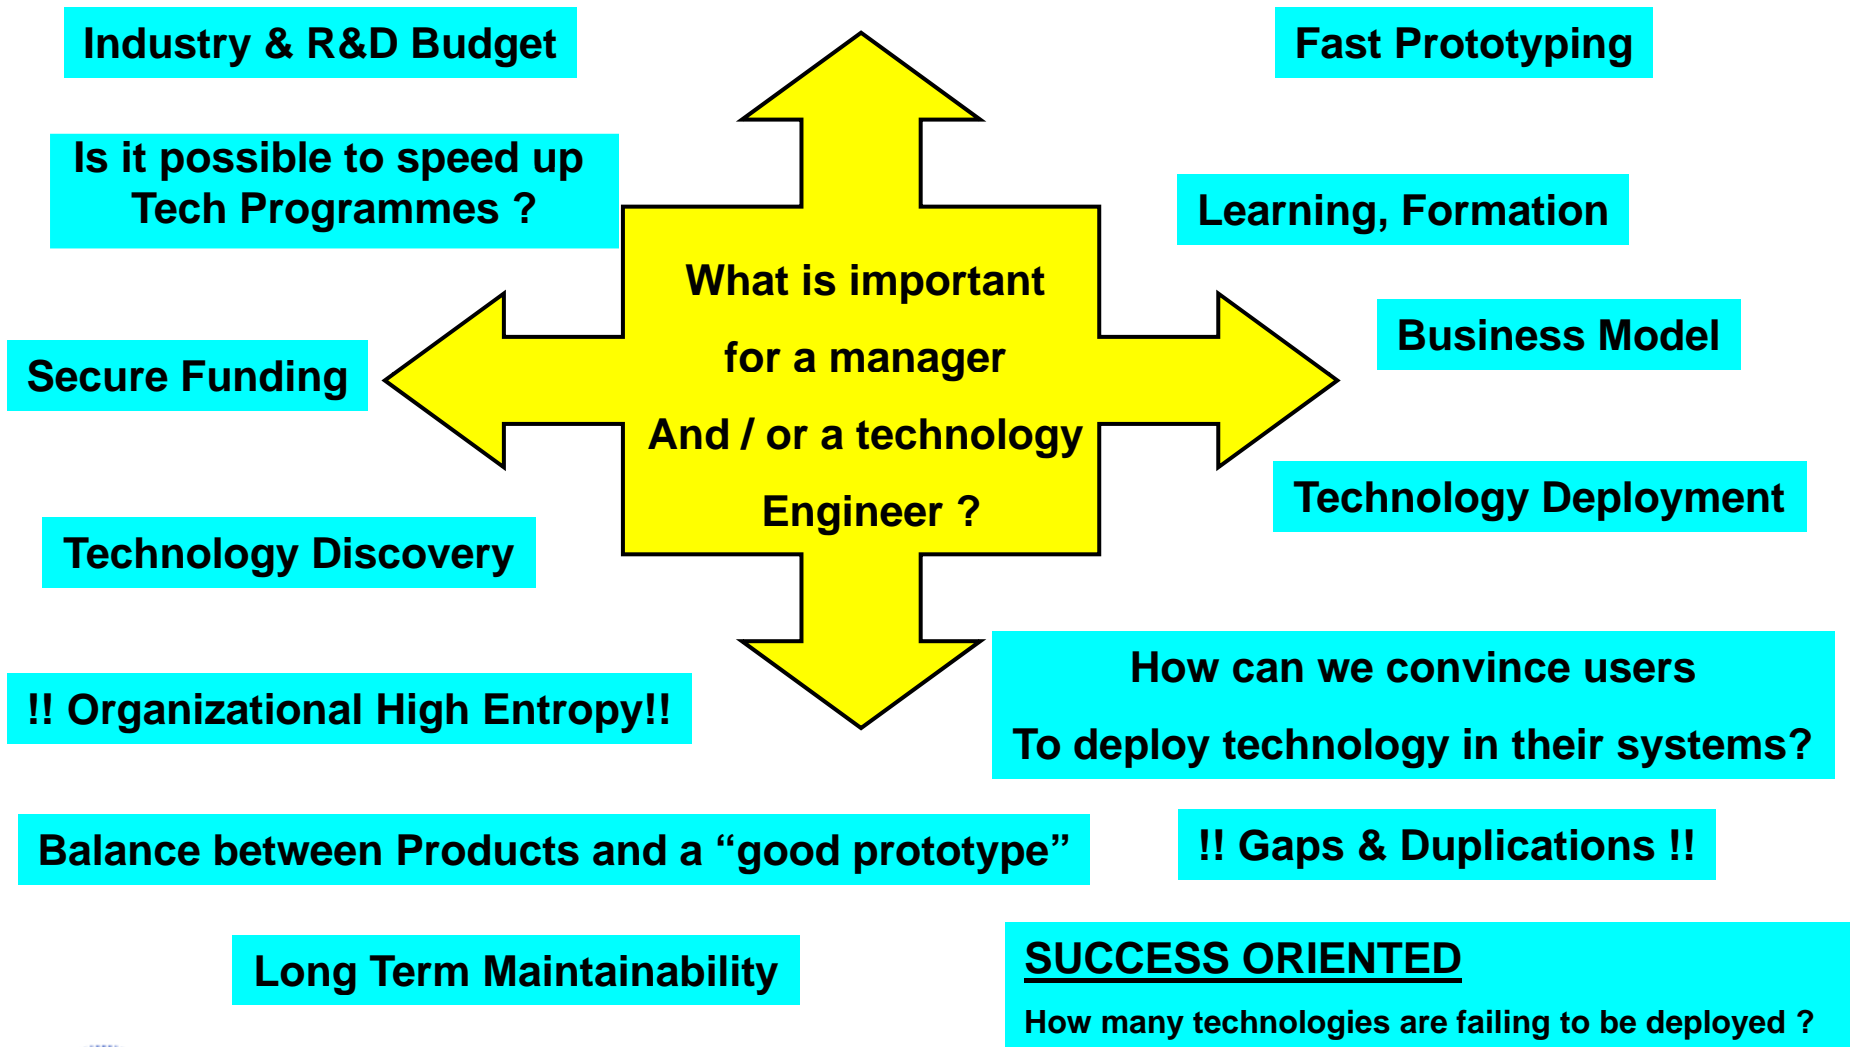 Industry & R&D Budget
Fast Prototyping
Is it possible to speed up
Tech Programmes ?
Learning, Formation
What is important
for a manager
And / or a technology
Engineer ?
Business Model
Secure Funding
Technology Deployment
Technology Discovery
How can we convince users
To deploy technology in their systems?
!! Organizational High Entropy!!
Balance between Products and a “good prototype”
!! Gaps & Duplications !!
Long Term Maintainability
SUCCESS ORIENTED
How many technologies are failing to be deployed ?